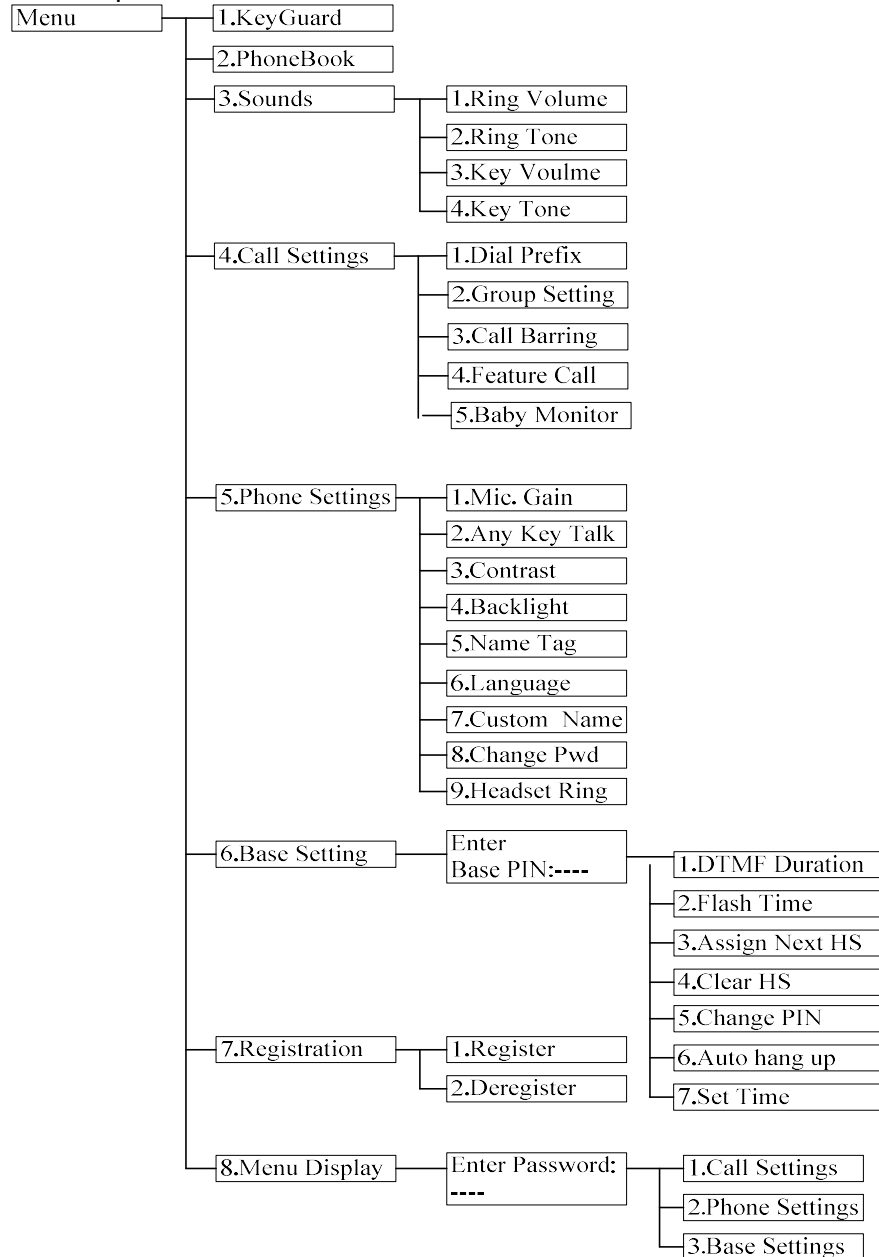 Menu
1.KeyGuard
2.PhoneBook
3.Sounds
1.Ring Volume
2.Ring Tone
3.Key Voulme
4.Key Tone
4.Call Settings
1.Dial Prefix
2.Group Setting
3.Call Barring
4.Feature Call
5.Baby Monitor
5.Phone Settings
1.Mic. Gain
2.Any Key Talk
3.Contrast
4.Backlight
5.Name Tag
6.Language
7.Custom Name
8.Change Pwd
9.Headset Ring
6.Base Setting
Enter
Base PIN:----
1.DTMF Duration
2.Flash Time
3.Assign Next HS
4.Clear HS
5.Change PIN
6.Auto hang up
7.Set Time
7.Registration
1.Register
2.Deregister
8.Menu Display
Enter Password:
----
1.Call Settings
2.Phone Settings
3.Base Settings